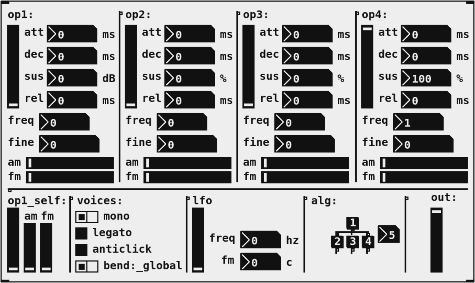 op1: op2: op3: op4:
att 0 ms att 0 ms att 0 ms att 0 ms
dec 0 ms dec 0 ms dec 0 ms dec 0 ms
sus 0 dB sus 0 % sus 0 % sus 100 %
rel 0 ms rel 0 ms rel 0 ms rel 0 ms
freq 0 freq 0 freq 0 freq 1
fine 0 fine 0 fine 0 fine 0
am am am am
fm fm fm fm
op1_self: voices: lfo alg: out:
am fm mono
legato
anticlick
bend:_global
freq 0 hz
fm 0 c
1
2 3 4
5